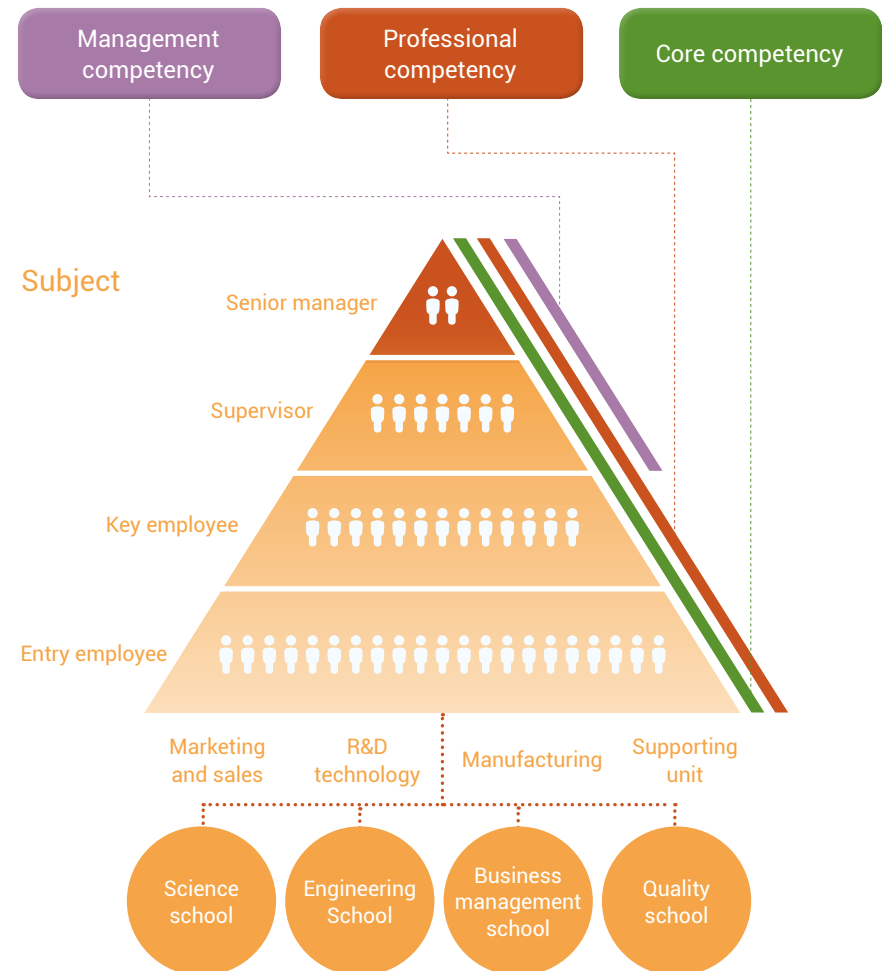 Management
competency
Professional
competency
Core competency
Subject
Senior manager
Supervisor
Key employee
Entry employee
Marketing
and sales
R&D
technology
Manufacturing
Supporting
unit
Science
school
Engineering
School
Business
management
school
Quality
school